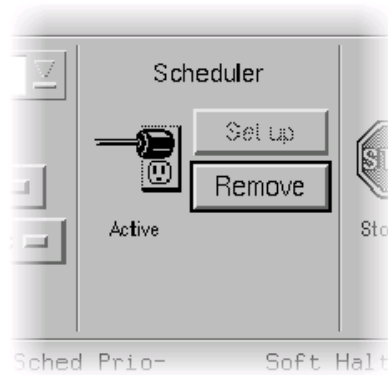 Scheduler
Set up
Remove
Active
Sched Prio-
Soft Halt